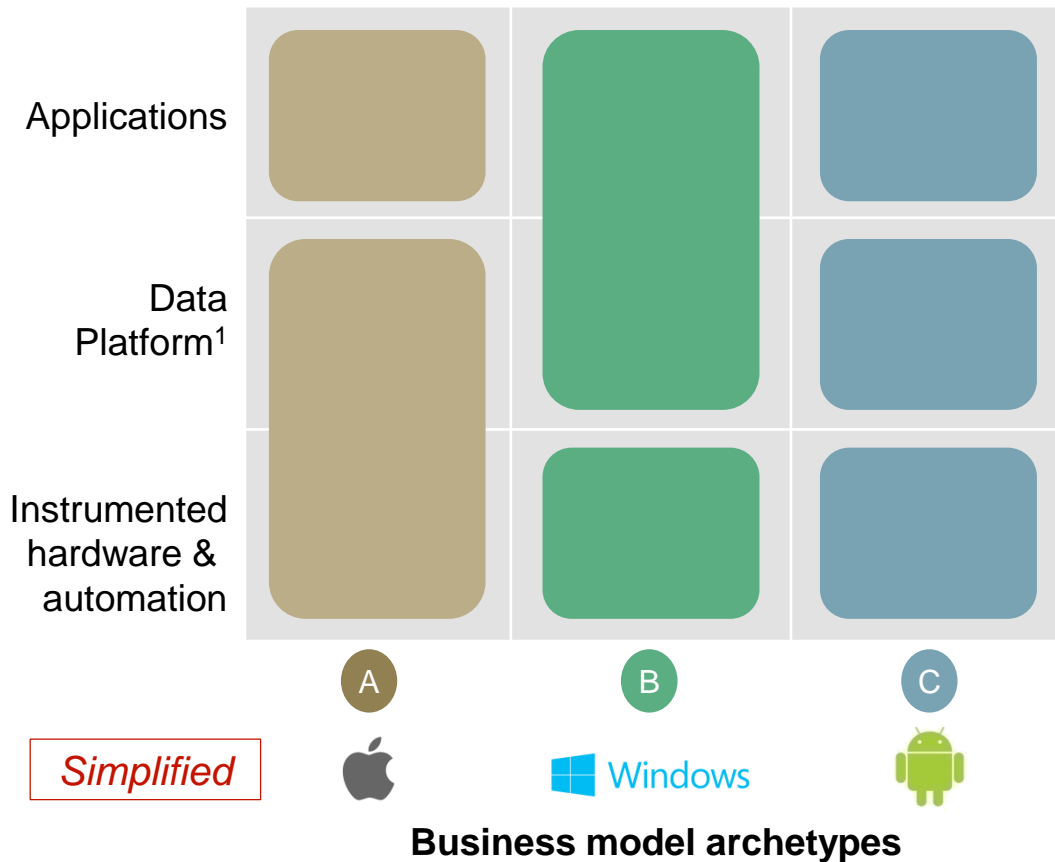 Applications
Data
Platform1
Instrumented
hardware &
automation
A
B
C
Simplified
Windows
Business model archetypes